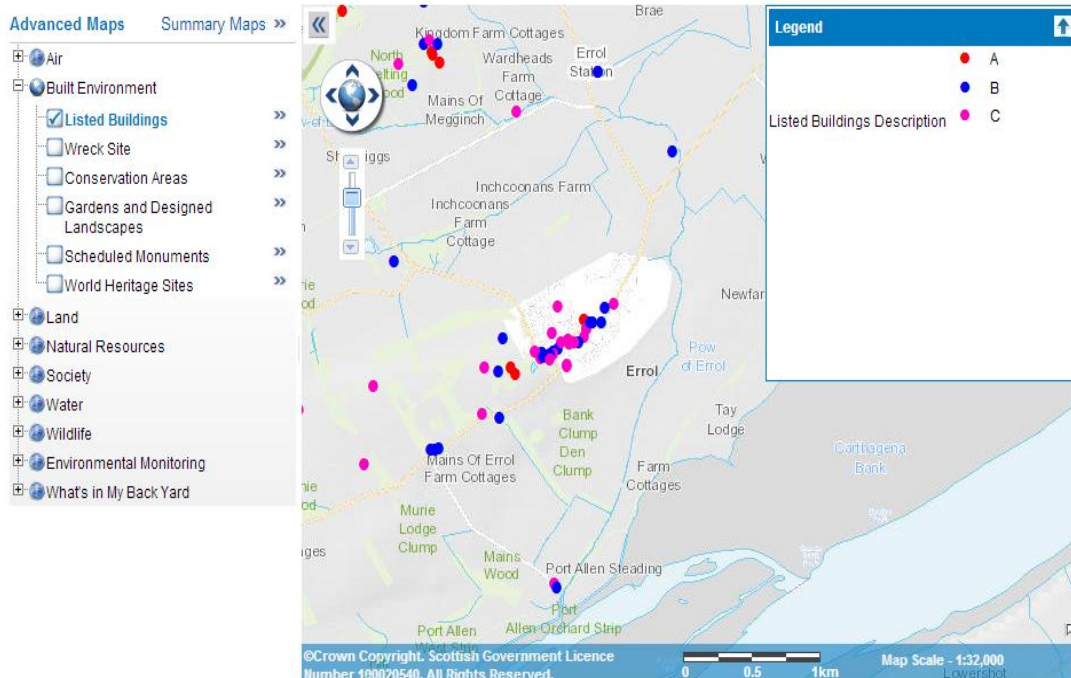 Advanced Maps
Summary Maps »
Air
Built Environment
Listed Buildings »
Wreck Site »
Conservation Areas »
Gardens and Designed »
Landscapes
Scheduled Monuments »
World Heritage Sites »
Land
Natural Resources
Society
Water
Wildlife
Environmental Monitoring
What's in My Back Yard
«
Brae
Kingdom Farm Cottages
North
Wardheads
Farm
Cottage
Errol
Station
Mains Of
Megginch
Inchcoonans Farm
Inchcoonans
Farm
Cottage
Errol
Pow
of Errol
Tay
Lodge
Bank
Clump
Den
Clump
Farm
Cottages
Carthagena
Bank
Mains Of Errol
Farm Cottages
Murie
Lodge
Clump
Mains
Wood
Port Allen Steading
Port
Allen Orchard Strip
Port Allen
West Strip
Legend
Listed Buildings Description
A
B
C
©Crown Copyright. Scottish Government Licence
Number 100020540. All Rights Reserved.
0 0.5 1km
Map Scale - 1:32,000